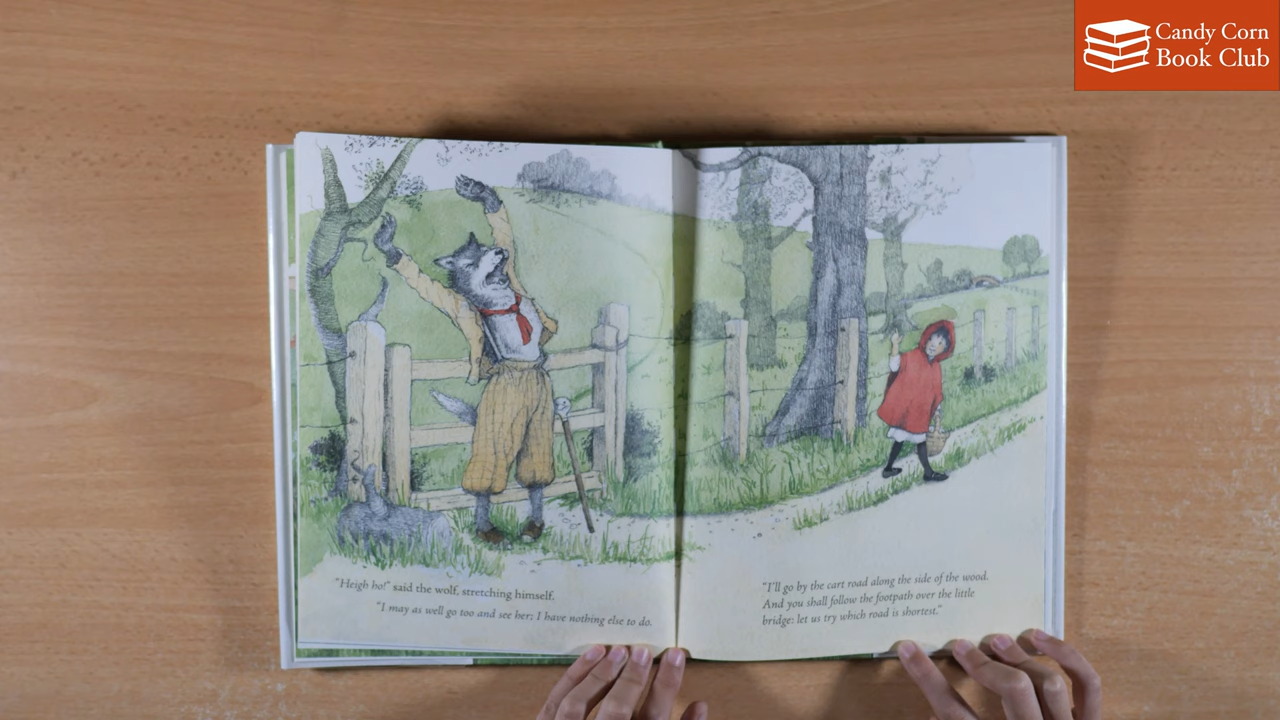 Candy Corn
Book Club
"Heigh ho!" said the wolf, stretching himself.
"I may as well go too and see her; I have nothing else to do.
"I'll go by the cart road along the side of the wood.
And you shall follow the footpath over the little
bridge: let us try which road is shortest."